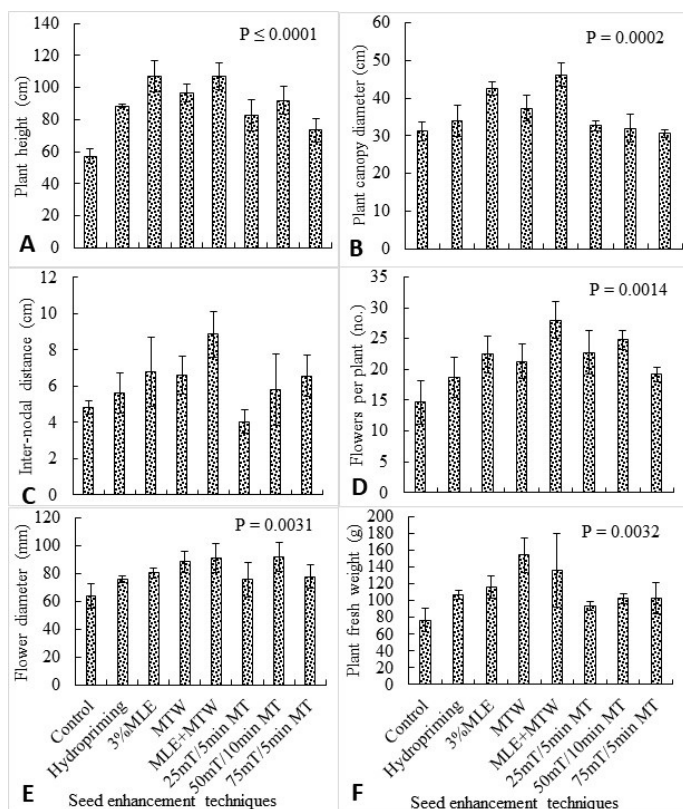 140
120
100
80
60
40
20
0
Plant height (cm)
P ≤ 0.0001
A
60
50
40
30
20
10
0
Plant canopy diameter (cm)
P = 0.0002
B
12
10
8
6
4
2
0
Inter-nodal distance (cm)
C
35
30
25
20
15
10
5
0
Flowers per plant (no.)
P = 0.0014
D
120
100
80
60
40
20
0
Flower diameter (mm)
P = 0.0031
Control
Hydropriming
3%MLE
MTW
MLE+MTW
25mT/5min MT
50mT/10min MT
75mT/5min MT
E
Seed enhancement techniques
200
180
160
140
120
100
80
60
40
20
0
Plant fresh weight (g)
P = 0.0032
Control
Hydropriming
3%MLE
MTW
MLE+MTW
25mT/5min MT
50mT/10min MT
75mT/5min MT
F
Seed enhancement techniques